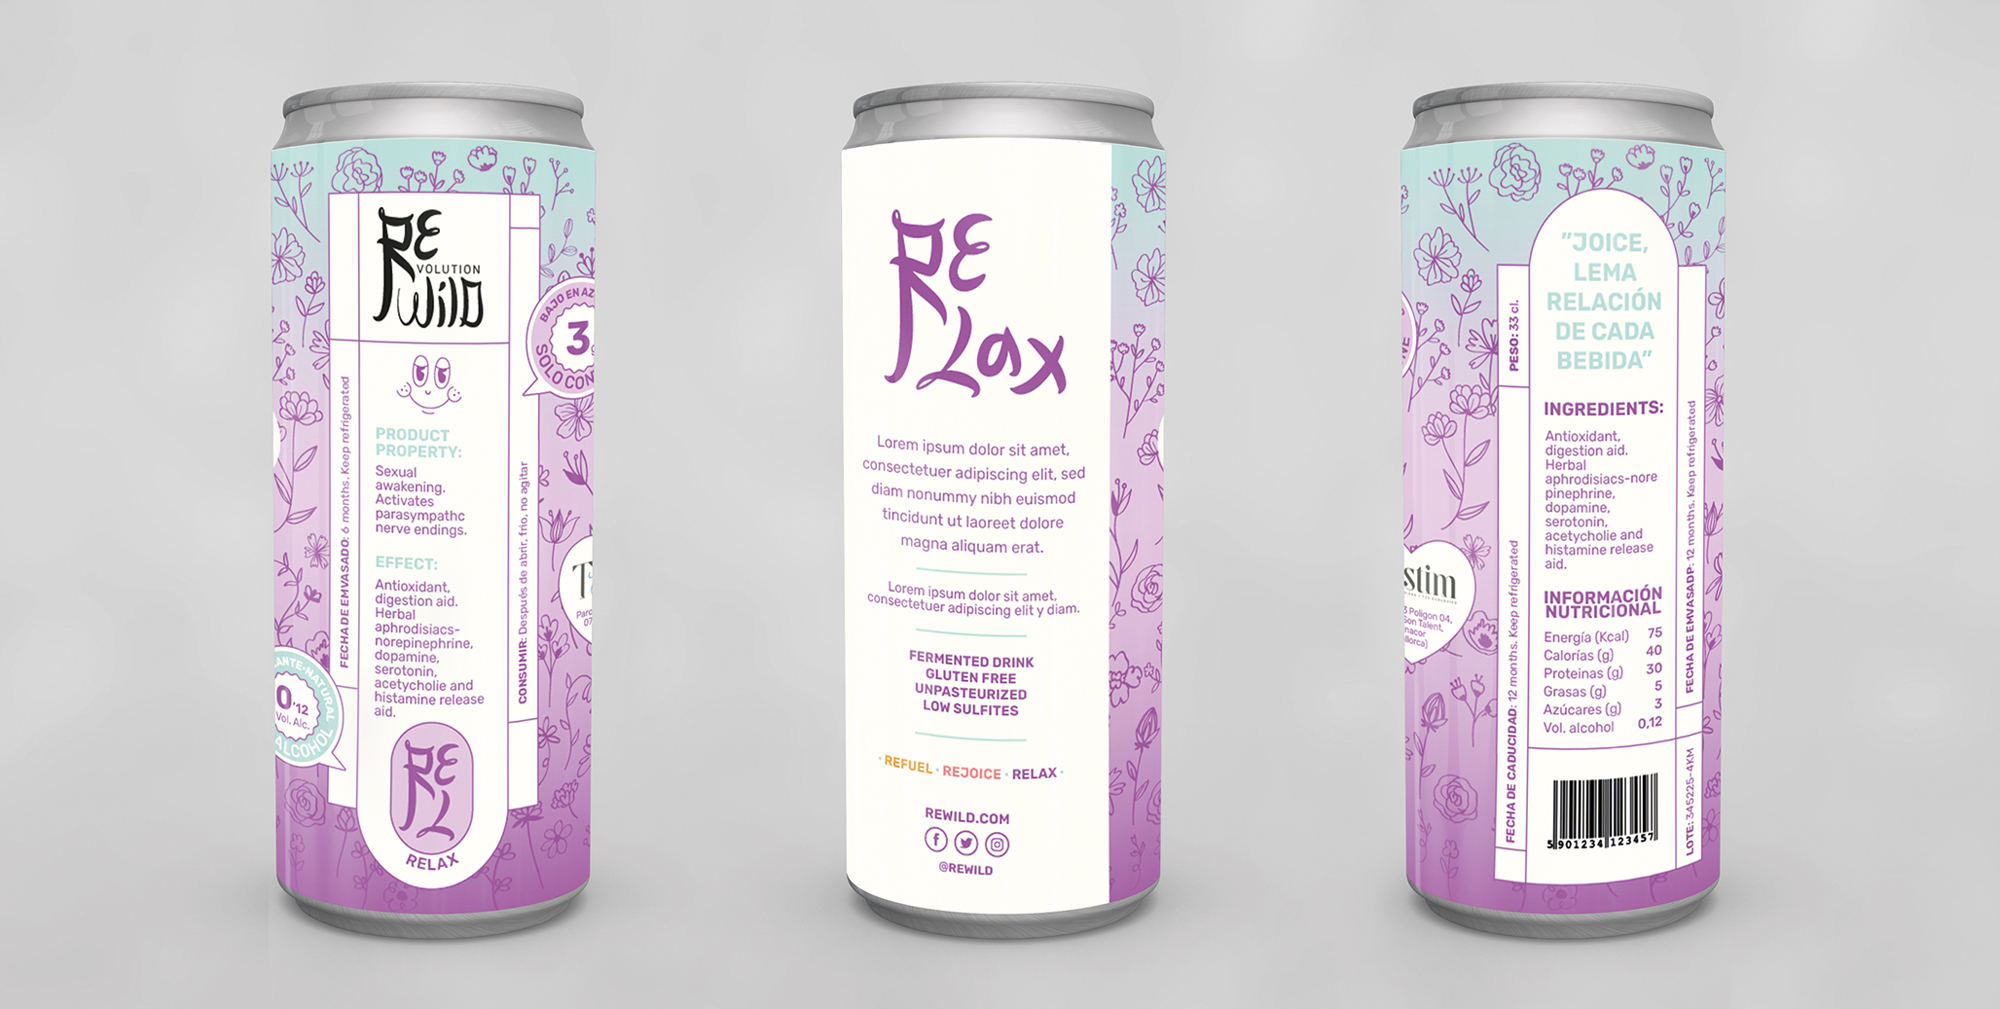 RE
VOLUTION
WilD
PRODUCT
PROPERTY:
Sexual
awakening.
Activates
parasympathc
nerve endings.
EFFECT:
Antioxidant,
digestion aid.
Herbal
aphrodisiacs-
norepinephrine,
dopamine,
serotonin,
acetycholie and
histamine release
aid.
RE
L
RELAX
FECHA DE EMVASADO: 6 months. Keep refrigerated
CONSUMIR: Después de abrir, frio, no agitar
BAJO EN
3
SOLO
NATURAL
0'12
Vol. Alc.
ALCOHOL
RE
Lax
Lorem ipsum dolor sit amet,
consectetuer adipiscing elit, sed
diam nonummy nibh euismod
tincidunt ut laoreet dolore
magna aliquam erat.
Lorem ipsum dolor sit amet,
consectetuer adipiscing elit y diam.
FERMENTED DRINK
GLUTEN FREE
UNPASTEURIZED
LOW SULFITES
· REFUEL · REJOICE · RELAX ·
REWILD.COM
@REWILD
"JOICE,
LEMA
RELACIÓN
DE CADA
BEBIDA"
INGREDIENTS:
Antioxidant,
digestion aid.
Herbal
aphrodisiacs-nore
pinephrine,
dopamine,
serotonin,
acetycholie and
histamine release
aid.
INFORMACIÓN
NUTRICIONAL
Energía (Kcal) 75
Calorías (g) 40
Proteinas (g) 30
Grasas (g) 5
Azúcares (g) 3
Vol. alcohol 0,12
5 901234 123457
PESO: 33 cl.
FECHA DE CADUCIDAD: 12 months. Keep refrigerated
FECHA DE EMVASADP: 12 months. Keep refrigerated
LOTE: 345225-4KM
stim
3 Poligon 04,
Son Talent,